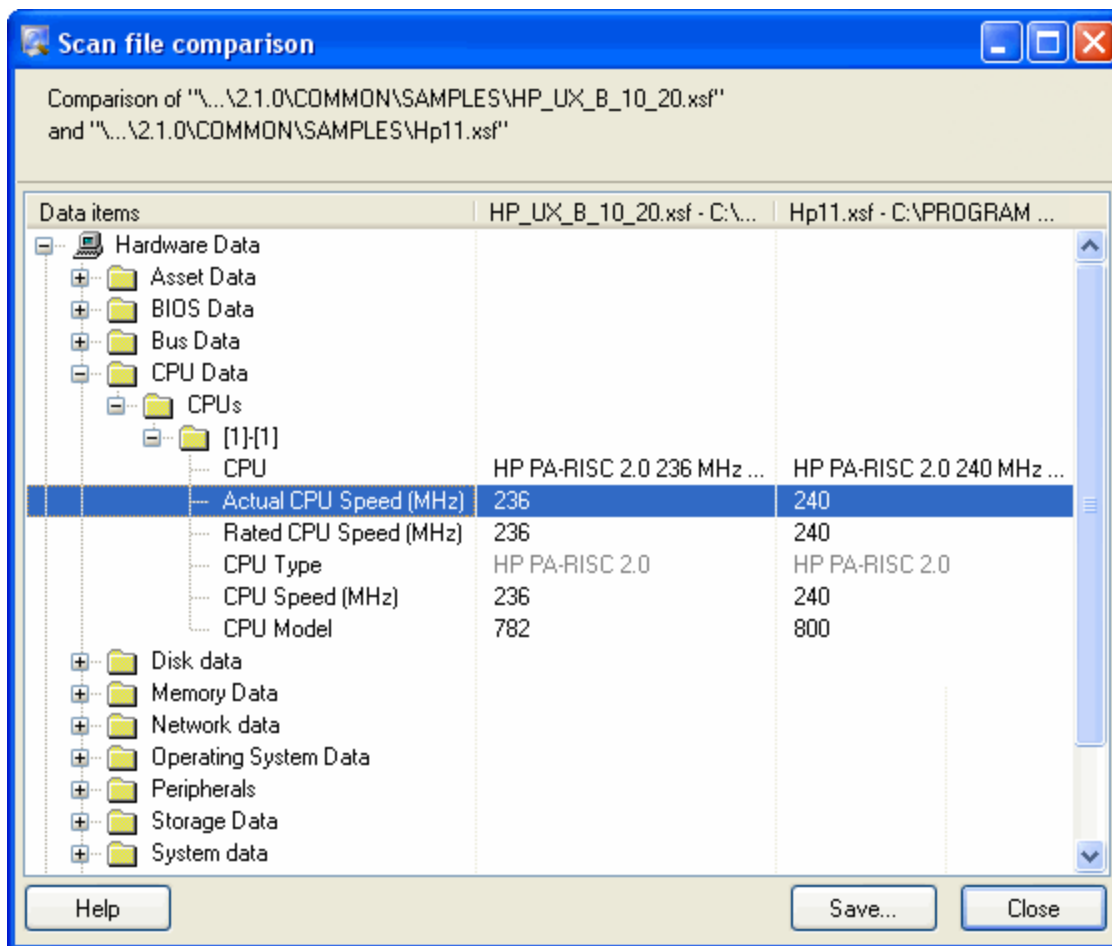 Scan file comparison
Comparison of "\...\2.1.0\COMMON\SAMPLES\HP_UX_B_10_20.xsf"
and "\...\2.1.0\COMMON\SAMPLES\Hp11.xsf"
Data items HP_UX_B_10_20.xsf - C:\... Hp11.xsf - C:\PROGRAM ...
Hardware Data
Asset Data
BIOS Data
Bus Data
CPU Data
CPUs
[1]-[1]
CPU HP PA-RISC 2.0 236 MHz ... HP PA-RISC 2.0 240 MHz ...
Actual CPU Speed (MHz) 236 240
Rated CPU Speed (MHz) 236 240
CPU Type HP PA-RISC 2.0 HP PA-RISC 2.0
CPU Speed (MHz) 236 240
CPU Model 782 800
Disk data
Memory Data
Network data
Operating System Data
Peripherals
Storage Data
System data
Help Save... Close